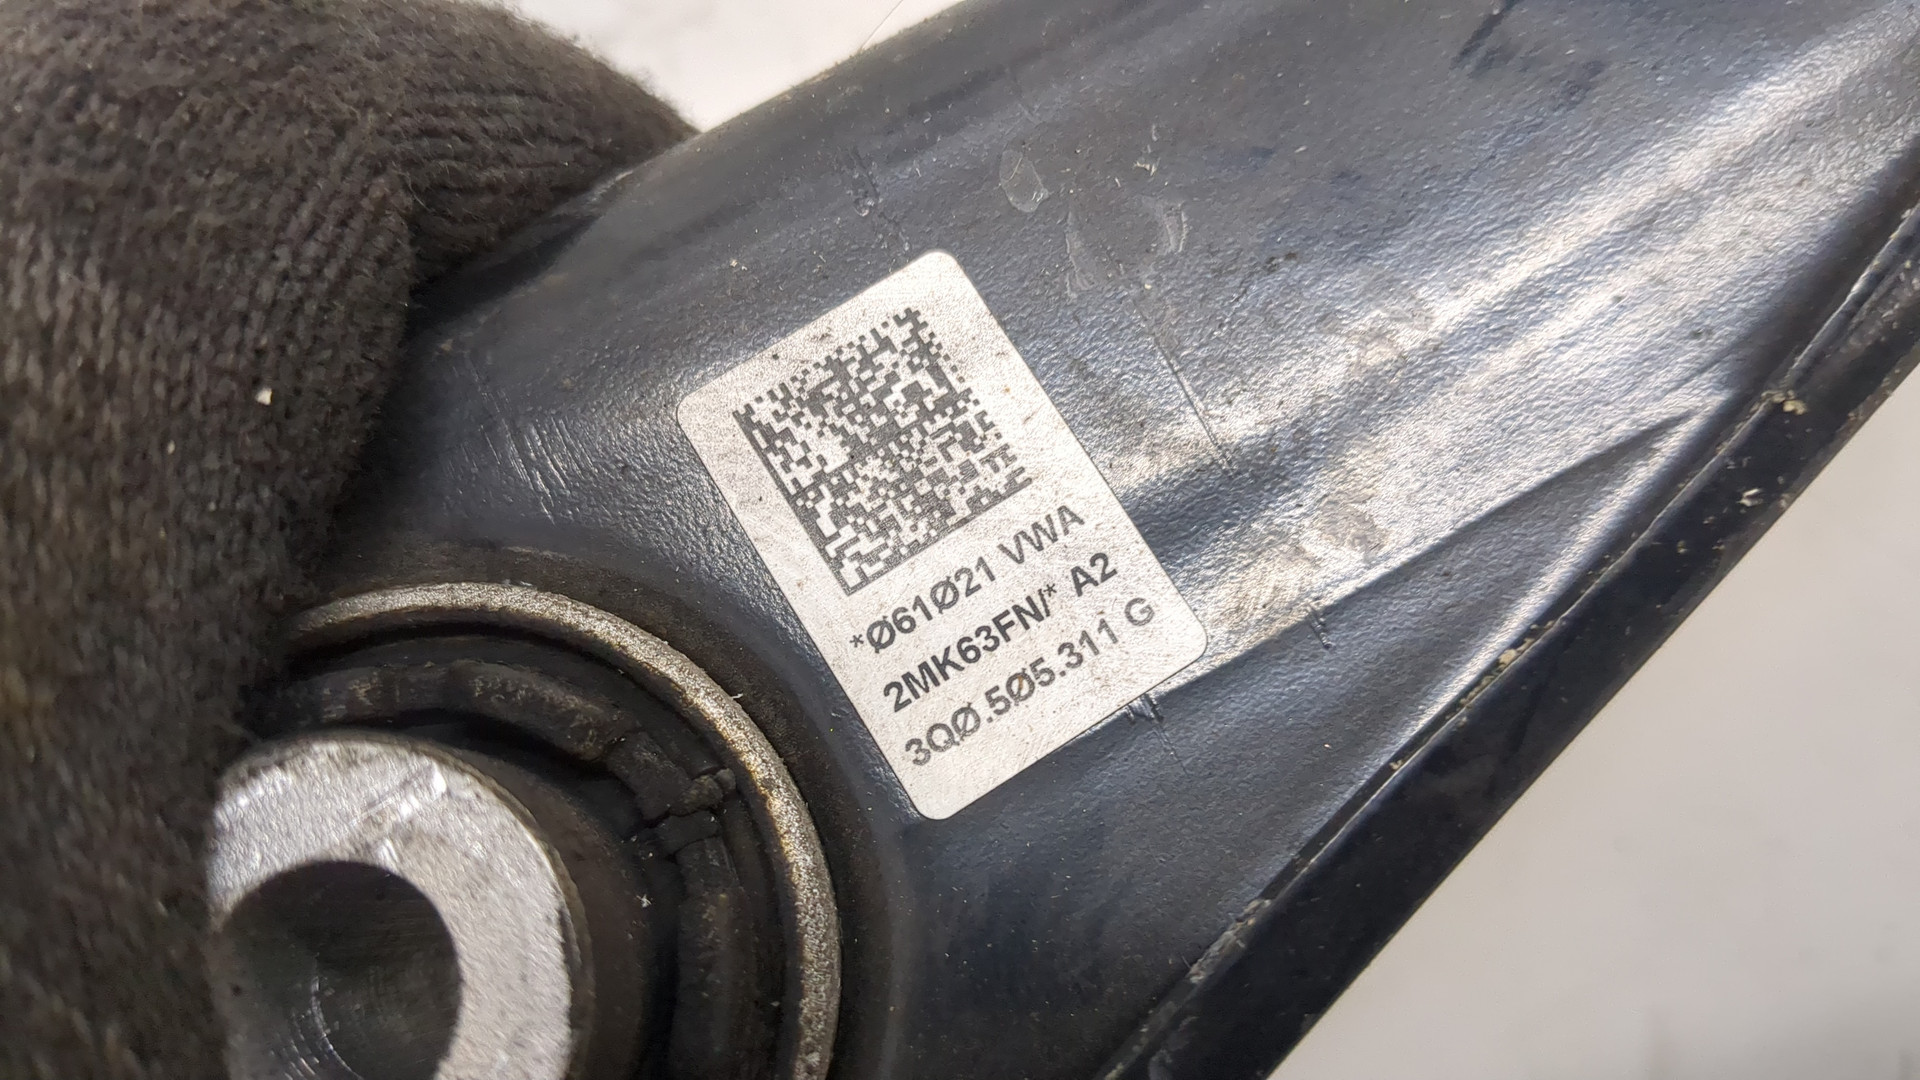 *Ø61Ø21 VWA
2MK63FN/* A2
3QØ.5Ø5.311 G